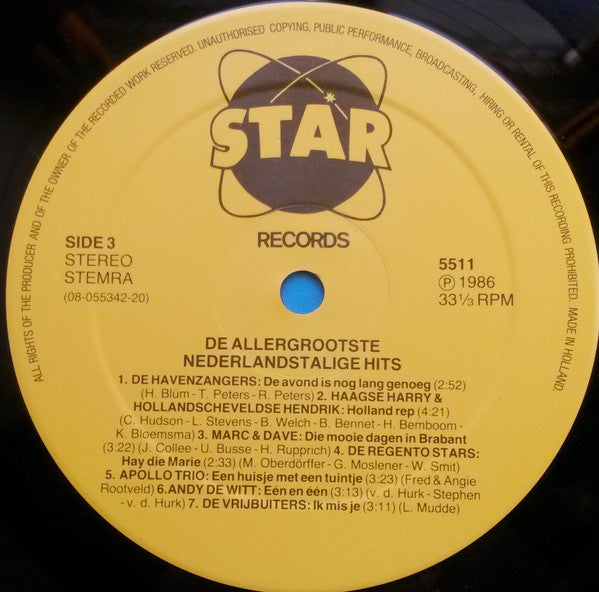 ALL RIGHTS OF THE PRODUCER AND OF THE OWNER OF THE RECORDED WORK RESERVED. UNAUTHORISED COPYING, PUBLIC PERFORMANCE, BROADCASTING, HIRING OR RENTAL OF THIS RECORDING PROHIBITED. MADE IN HOLLAND
STAR
RECORDS
SIDE 3
STEREO
STEMRA
(08-055342-20)
5511
Ⓟ 1986
33⅓ RPM
DE ALLERGROOTSTE
NEDERLANDSTALIGE HITS
1. DE HAVENZANGERS: De avond is nog lang genoeg (2:52)
(H. Blüm - T. Peters - R. Peters) 2. HAAGSE HARRY &
HOLLANDSCHEVELDSE HENDRIK: Holland rep (4:21)
(C. Hudson - L. Stevens - B. Welch - B. Bennet - H. Bemboom -
K. Bloemsma) 3. MARC & DAVE: Die mooie dagen in Brabant
(3:22) (J. Collee - U. Busse - H. Rupprich) 4. DE REGENTO STARS:
Hay die Marie (2:33) (M. Oberdörffer - G. Moslener - W. Smit)
5. APOLLO TRIO: Een huisje met een tuintje (3:23) (Fred & Angie
Rootveld) 6.ANDY DE WITT: Eén en één (3:13) (v. d. Hurk - Stephen
- v. d. Hurk) 7. DE VRIJBUITERS: Ik mis je (3:11) (L. Mudde)